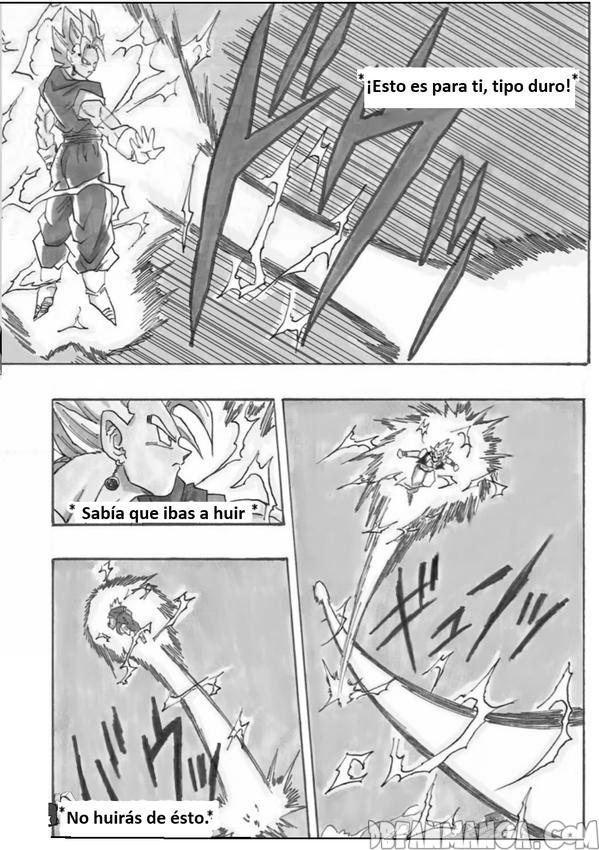 *¡Esto es para ti, tipo duro!*
* Sabía que ibas a huir *
ギュンッ
*No huirás de ésto.*
DBFANMANGA.COM